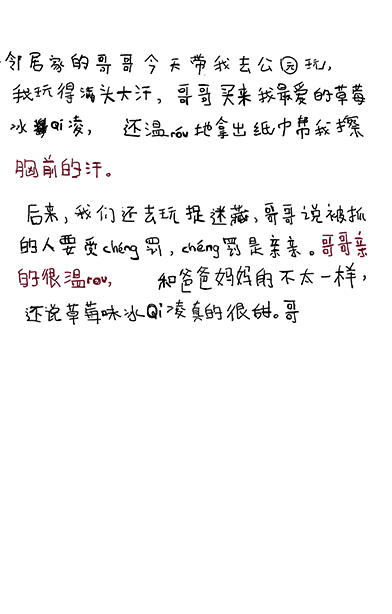 邻居家的哥哥今天带我去公园玩,
我玩得满头大汗,哥哥买来我最爱的草莓
冰Qi凌,还温róu地拿出纸巾帮我擦
胸前的汗。
后来,我们还去玩捉迷藏,哥哥说被抓
的人要受chéng罚,chéng罚是亲亲。哥哥亲
的很温rou,和爸爸妈妈的不太一样,
还说草莓味冰Qi凌真的很甜。哥